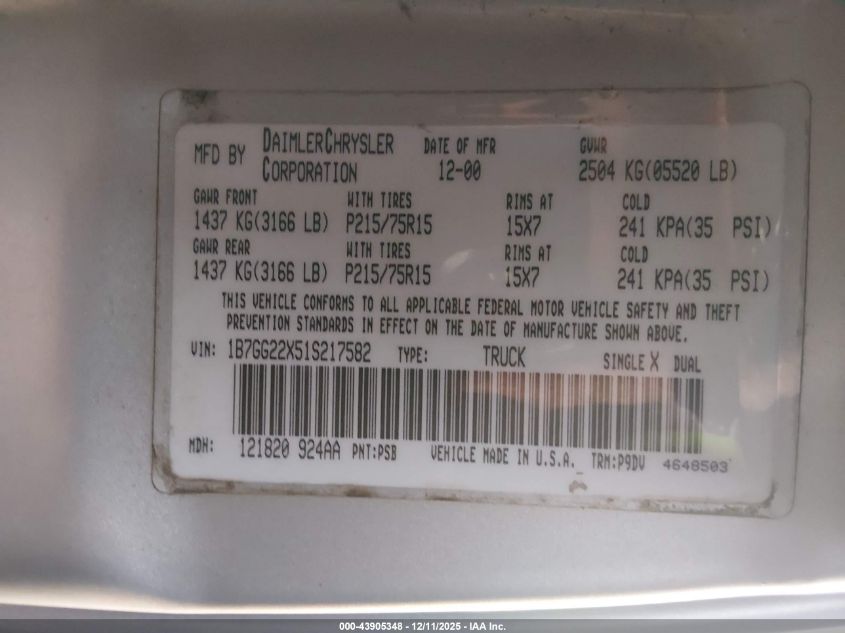 MFD BY DAIMLERCHRYSLER CORPORATION DATE OF MFR 12-00 GVWR 2504 KG(05520 LB)
GAWR FRONT WITH TIRES RIMS AT COLD
1437 KG(3166 LB) P215/75R15 15X7 241 KPA(35 PSI)
GAWR REAR WITH TIRES RIMS AT COLD
1437 KG(3166 LB) P215/75R15 15X7 241 KPA(35 PSI)
THIS VEHICLE CONFORMS TO ALL APPLICABLE FEDERAL MOTOR VEHICLE SAFETY AND THEFT
PREVENTION STANDARDS IN EFFECT ON THE DATE OF MANUFACTURE SHOWN ABOVE.
VIN: 1B7GG22X51S217582 TYPE: TRUCK SINGLE X DUAL
MDH: 121820 924AA PNT:PSB VEHICLE MADE IN U.S.A. TRM:P9DV 4648503
000-43905348 - 12/11/2025 - IAA Inc.